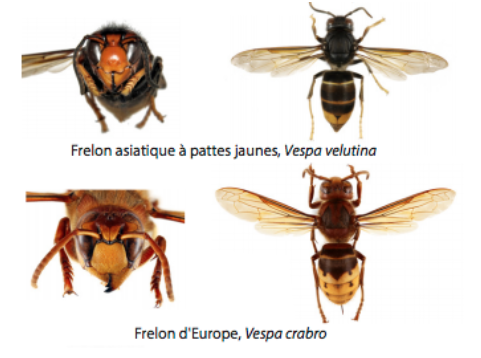 Frelon asiatique à pattes jaunes, Vespa velutina
Frelon d'Europe, Vespa crabro